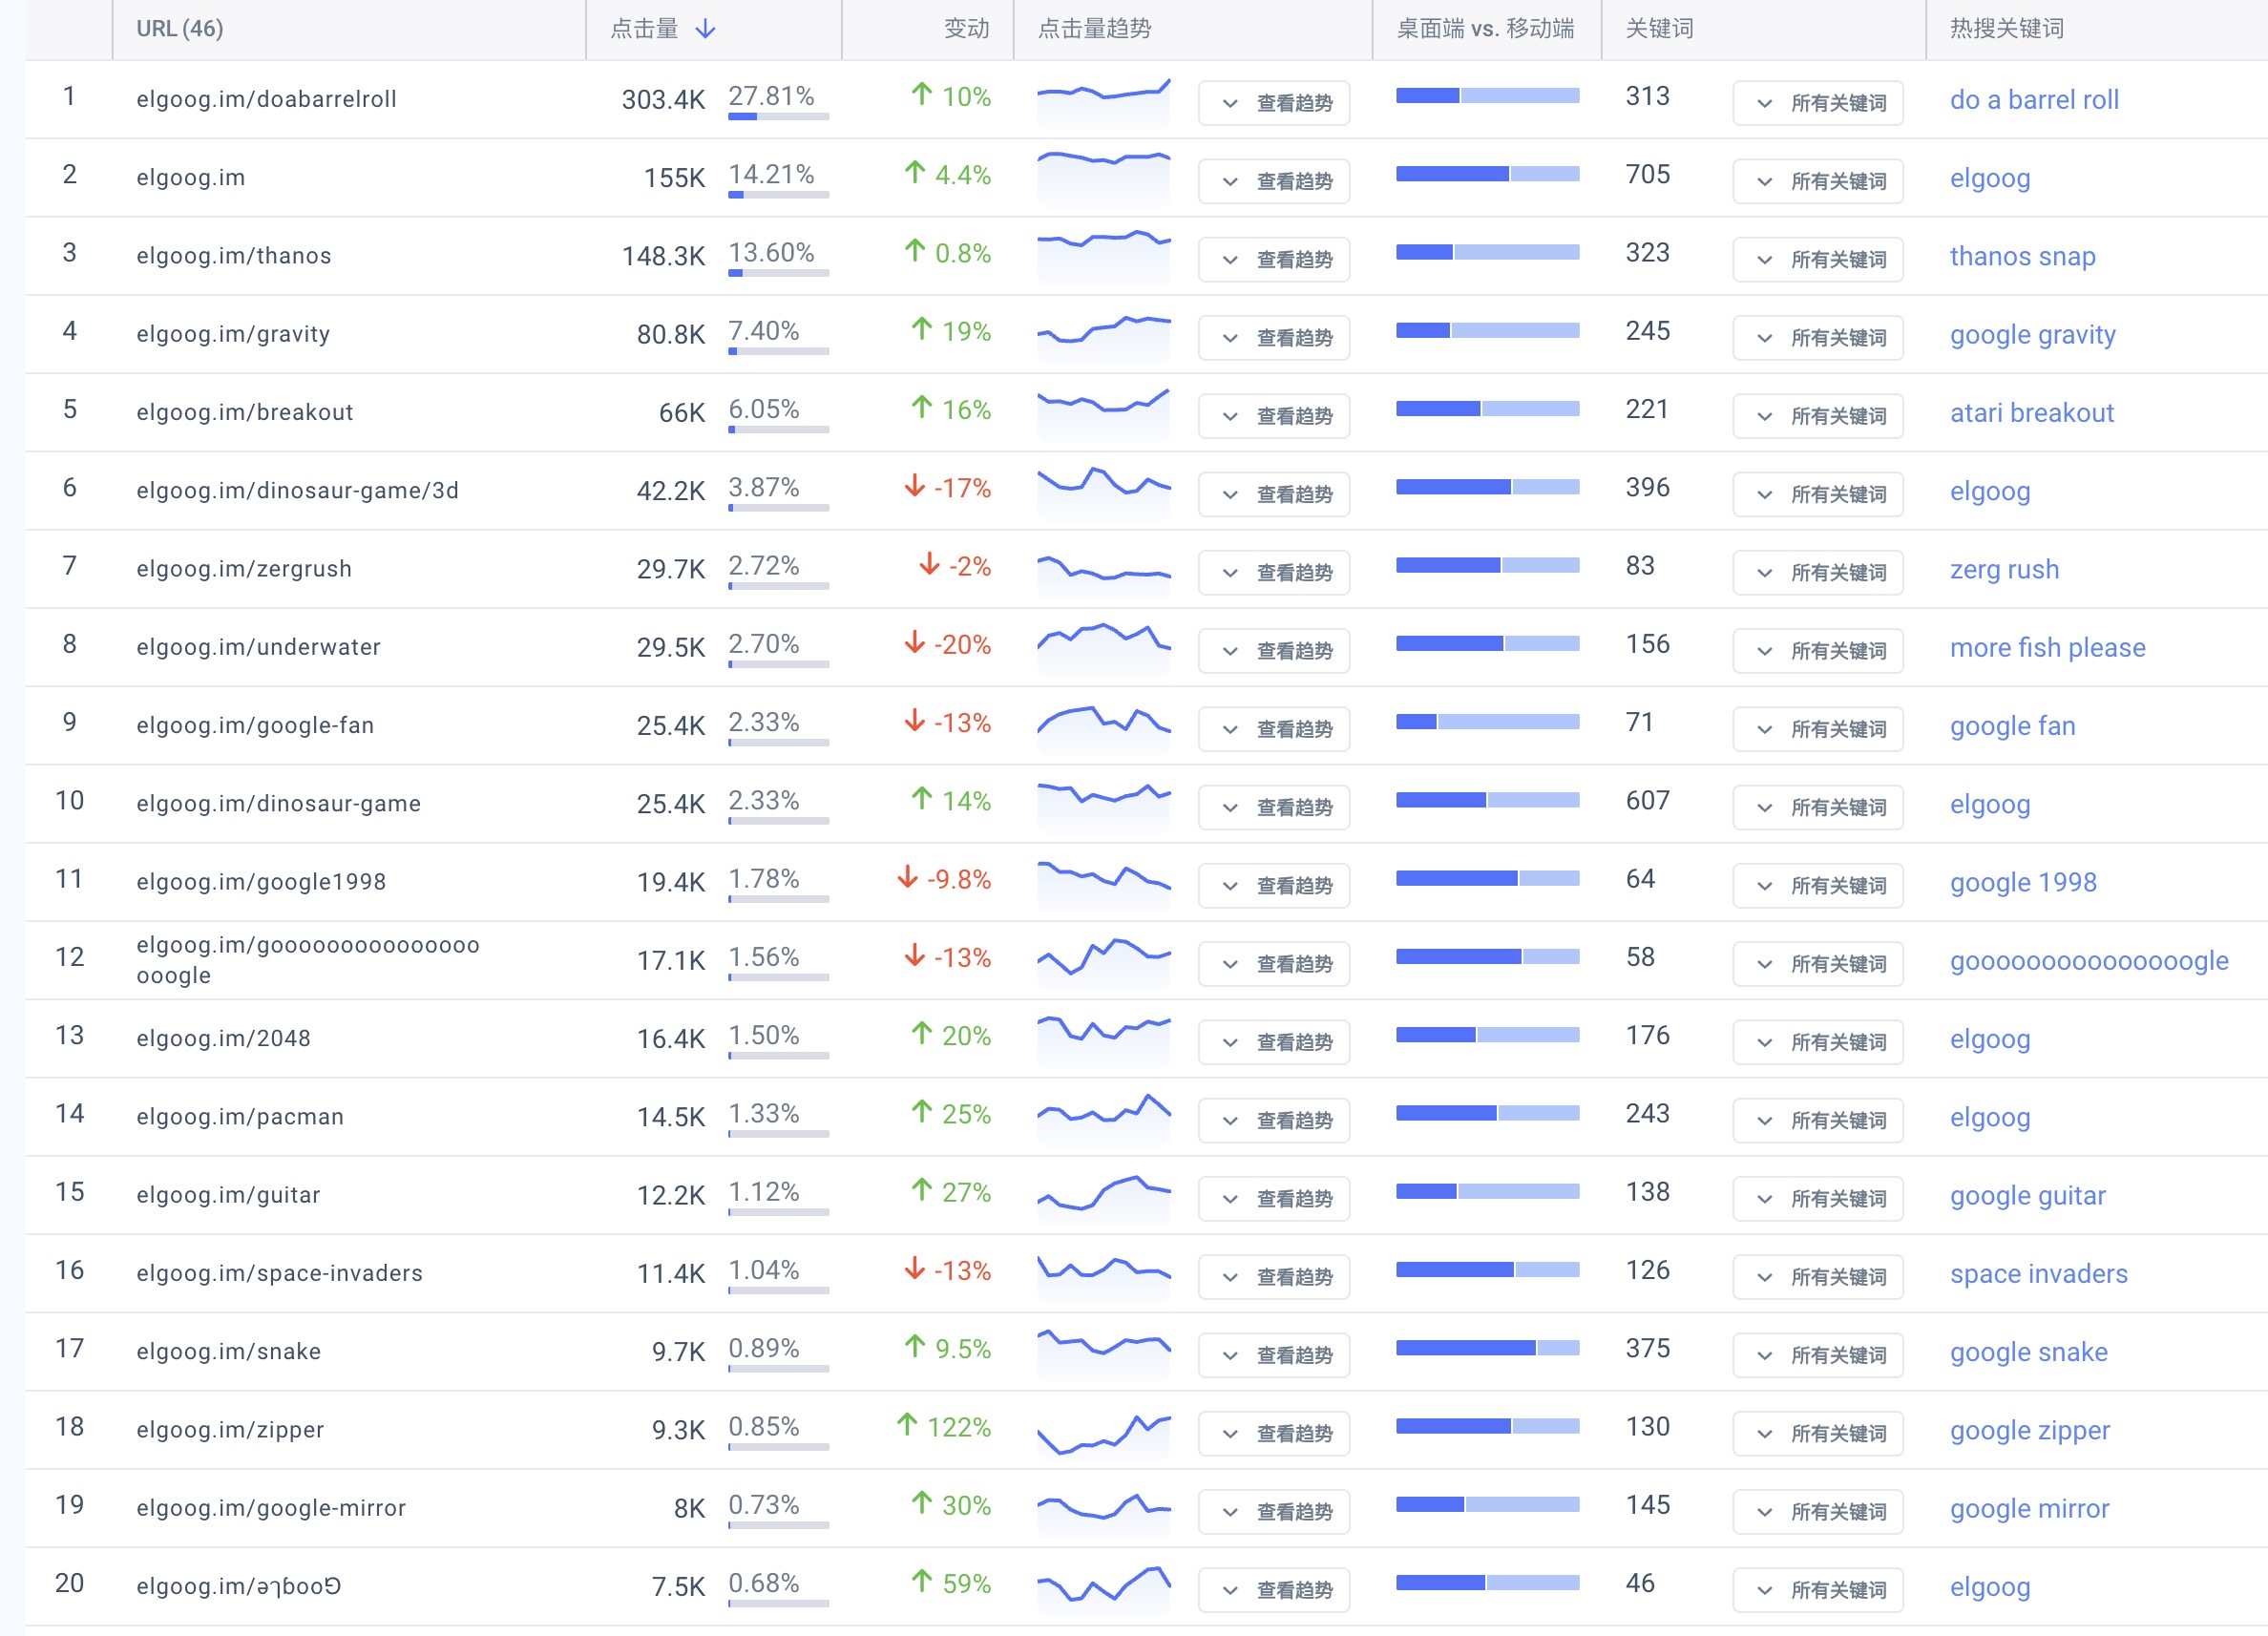 URL (46) 点击量 变动 点击量趋势 桌面端 vs. 移动端 关键词 热搜关键词
1 elgoog.im/doabarrelroll 303.4K 27.81% 10% 查看趋势 313 所有关键词 do a barrel roll
2 elgoog.im 155K 14.21% 4.4% 查看趋势 705 所有关键词 elgoog
3 elgoog.im/thanos 148.3K 13.60% 0.8% 查看趋势 323 所有关键词 thanos snap
4 elgoog.im/gravity 80.8K 7.40% 19% 查看趋势 245 所有关键词 google gravity
5 elgoog.im/breakout 66K 6.05% 16% 查看趋势 221 所有关键词 atari breakout
6 elgoog.im/dinosaur-game/3d 42.2K 3.87% -17% 查看趋势 396 所有关键词 elgoog
7 elgoog.im/zergrush 29.7K 2.72% -2% 查看趋势 83 所有关键词 zerg rush
8 elgoog.im/underwater 29.5K 2.70% -20% 查看趋势 156 所有关键词 more fish please
9 elgoog.im/google-fan 25.4K 2.33% -13% 查看趋势 71 所有关键词 google fan
10 elgoog.im/dinosaur-game 25.4K 2.33% 14% 查看趋势 607 所有关键词 elgoog
11 elgoog.im/google1998 19.4K 1.78% -9.8% 查看趋势 64 所有关键词 google 1998
12 elgoog.im/gooooooooooooooo
ooogle 17.1K 1.56% -13% 查看趋势 58 所有关键词 goooooooooooooooogle
13 elgoog.im/2048 16.4K 1.50% 20% 查看趋势 176 所有关键词 elgoog
14 elgoog.im/pacman 14.5K 1.33% 25% 查看趋势 243 所有关键词 elgoog
15 elgoog.im/guitar 12.2K 1.12% 27% 查看趋势 138 所有关键词 google guitar
16 elgoog.im/space-invaders 11.4K 1.04% -13% 查看趋势 126 所有关键词 space invaders
17 elgoog.im/snake 9.7K 0.89% 9.5% 查看趋势 375 所有关键词 google snake
18 elgoog.im/zipper 9.3K 0.85% 122% 查看趋势 130 所有关键词 google zipper
19 elgoog.im/google-mirror 8K 0.73% 30% 查看趋势 145 所有关键词 google mirror
20 elgoog.im/ɘʅɓooӘ 7.5K 0.68% 59% 查看趋势 46 所有关键词 elgoog